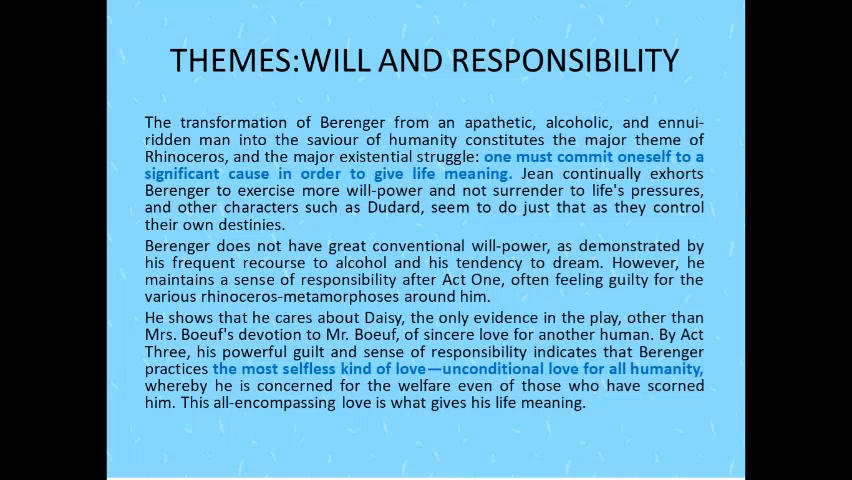 THEMES:WILL AND RESPONSIBILITY
The transformation of Berenger from an apathetic, alcoholic, and ennui-
ridden man into the saviour of humanity constitutes the major theme of
Rhinoceros, and the major existential struggle: one must commit oneself to a
significant cause in order to give life meaning. Jean continually exhorts
Berenger to exercise more will-power and not surrender to life's pressures,
and other characters such as Dudard, seem to do just that as they control
their own destinies.
Berenger does not have great conventional will-power, as demonstrated by
his frequent recourse to alcohol and his tendency to dream. However, he
maintains a sense of responsibility after Act One, often feeling guilty for the
various rhinoceros-metamorphoses around him.
He shows that he cares about Daisy, the only evidence in the play, other than
Mrs. Boeuf's devotion to Mr. Boeuf, of sincere love for another human. By Act
Three, his powerful guilt and sense of responsibility indicates that Berenger
practices the most selfless kind of love—unconditional love for all humanity,
whereby he is concerned for the welfare even of those who have scorned
him. This all-encompassing love is what gives his life meaning.